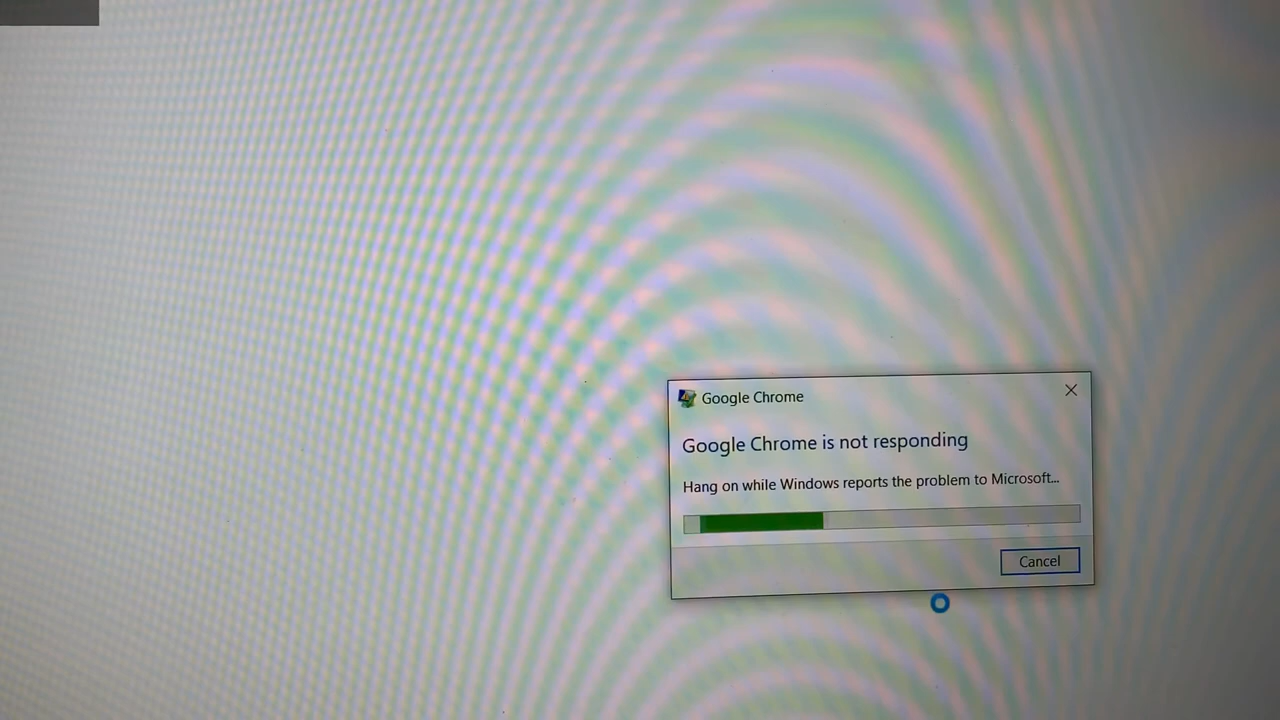 Google Chrome
Google Chrome is not responding
Hang on while Windows reports the problem to Microsoft...
Cancel